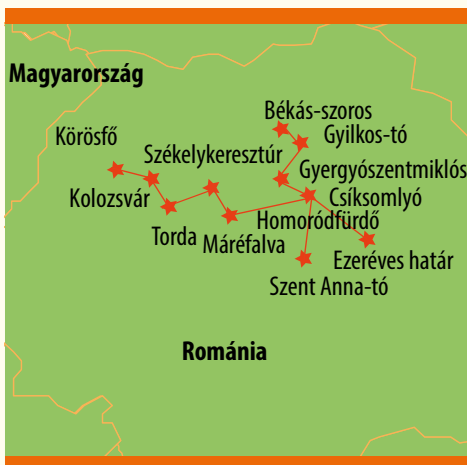 Magyarország
Békás-szoros
Körösfő
Gyilkos-tó
Székelykeresztúr
Gyergyószentmiklós
Kolozsvár
Csíksomlyó
Homoródfürdő
Torda
Máréfalva
Ezeréves határ
Szent Anna-tó
Románia